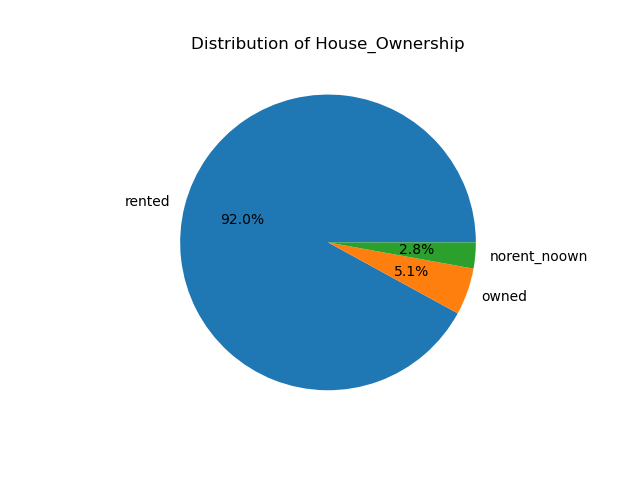 Distribution of House_Ownership
rented
92.0%
2.8%
norent_noown
5.1%
owned